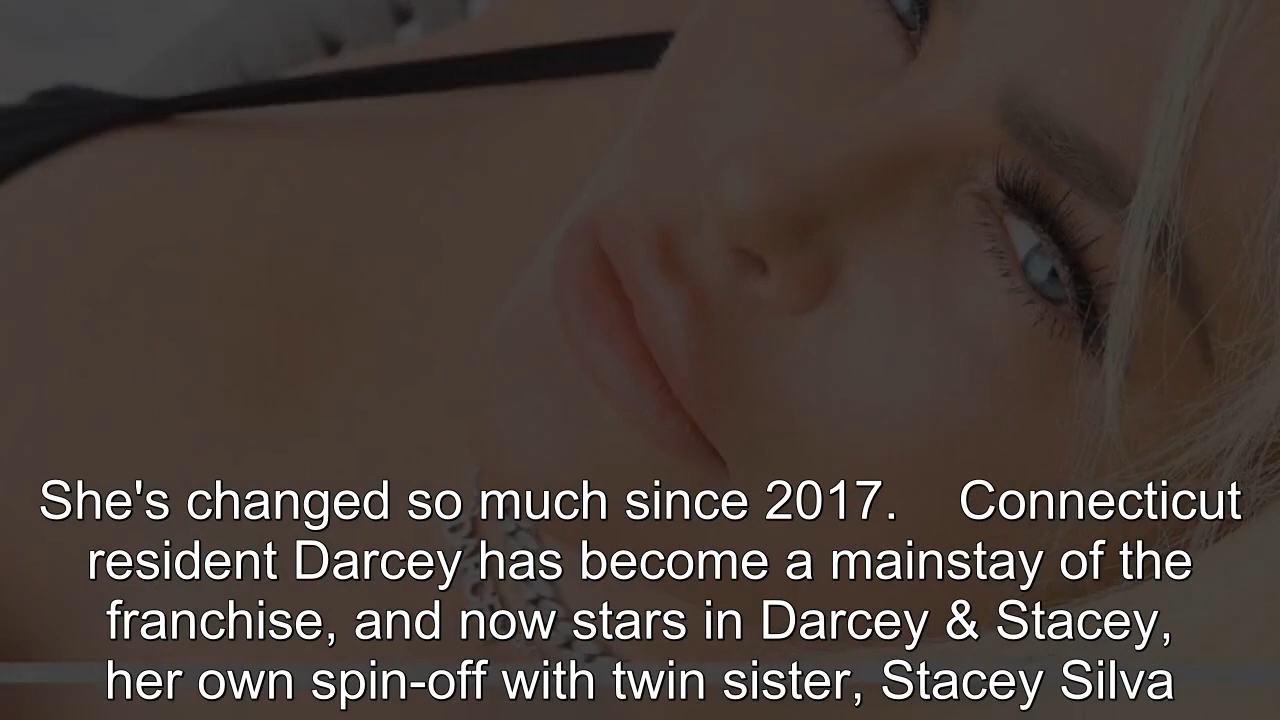 She's changed so much since 2017.    Connecticut
resident Darcey has become a mainstay of the
franchise, and now stars in Darcey & Stacey,
her own spin-off with twin sister, Stacey Silva